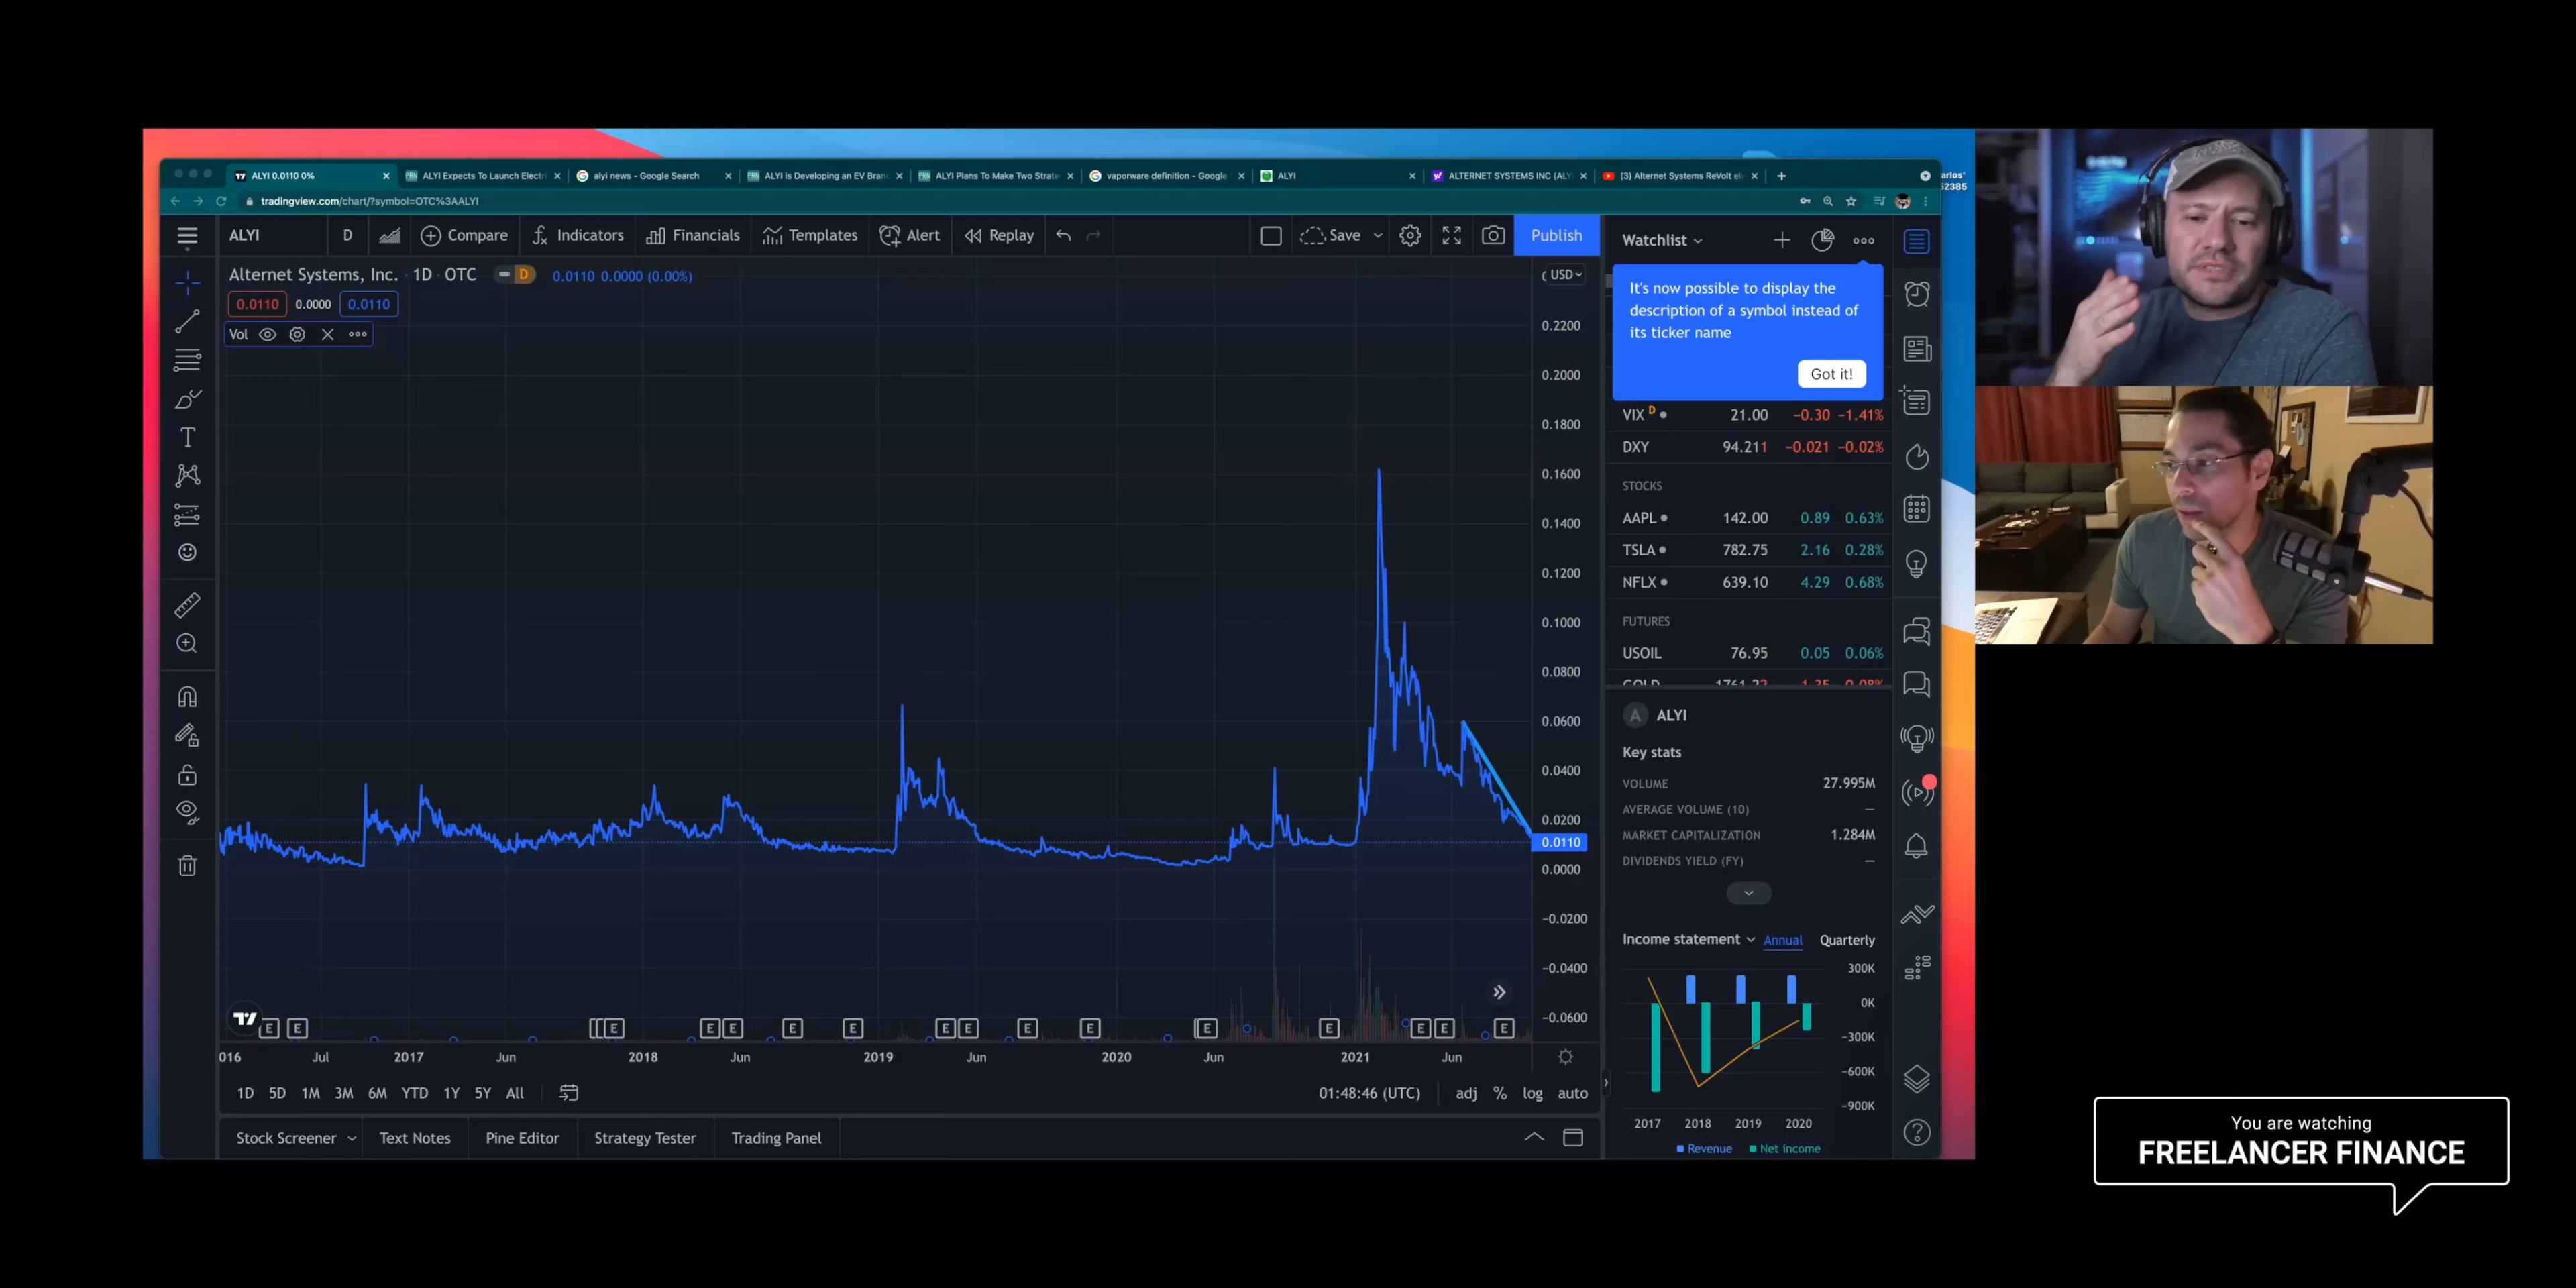 ALYI 0.0110 0%
ALYI Expects To Launch Electri
alyi news - Google Search
ALYI is Developing an EV Bran
ALYI Plans To Make Two Strate
vaporware definition - Google
ALYI
ALTERNET SYSTEMS INC (ALY
(3) Alternet Systems ReVolt el
arlos'
52385
tradingview.com/chart/?symbol=OTC%3AALYI
ALYI
D
Compare
Indicators
Financials
Templates
Alert
Replay
Save
Publish
Watchlist
Alternet Systems, Inc. · 1D · OTC
D
0.0110 0.0000 (0.00%)
USD
0.0110
0.0000
0.0110
Vol
It's now possible to display the
description of a symbol instead of
its ticker name
Got it!
VIX D 21.00 −0.30 −1.41%
DXY 94.211 −0.021 −0.02%
STOCKS
AAPL 142.00 0.89 0.63%
TSLA 782.75 2.16 0.28%
NFLX 639.10 4.29 0.68%
FUTURES
USOIL 76.95 0.05 0.06%
0.2200
0.2000
0.1800
0.1600
0.1400
0.1200
0.1000
0.0800
0.0600
0.0400
0.0200
0.0110
0.0000
−0.0200
−0.0400
−0.0600
A ALYI
Key stats
VOLUME 27.995M
AVERAGE VOLUME (10) —
MARKET CAPITALIZATION 1.284M
DIVIDENDS YIELD (FY) —
Income statement Annual Quarterly
300K
0K
−300K
−600K
−900K
2017 2018 2019 2020
Revenue Net income
E E E E E E E E E E E E E E E
016 Jul 2017 Jun 2018 Jun 2019 Jun 2020 Jun 2021 Jun
1D 5D 1M 3M 6M YTD 1Y 5Y All
01:48:46 (UTC) adj % log auto
Stock Screener Text Notes Pine Editor Strategy Tester Trading Panel
You are watching
FREELANCER FINANCE